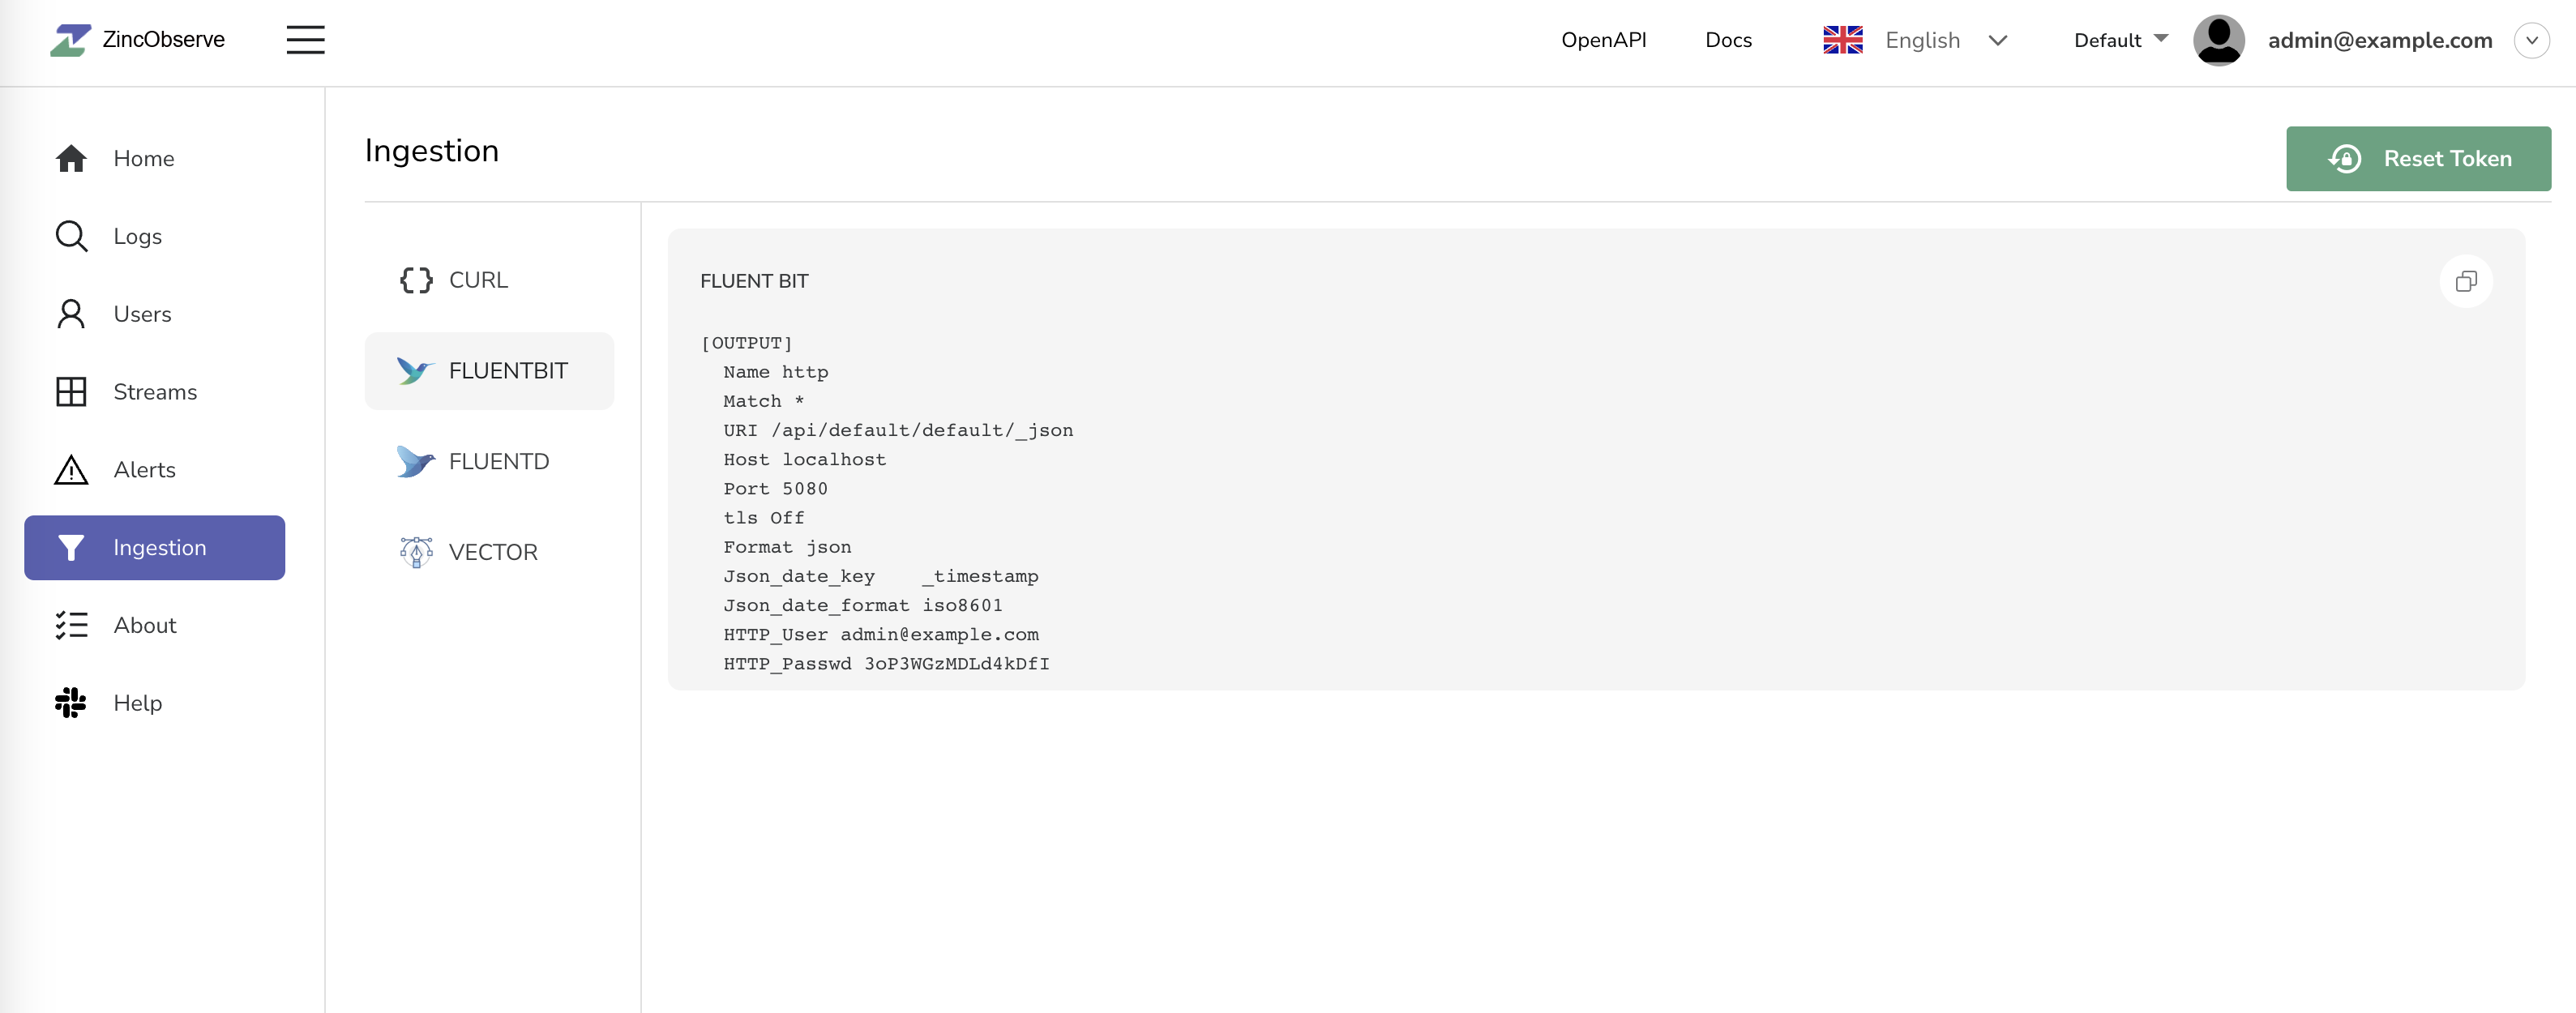 ZincObserve
OpenAPI
Docs
English
Default
admin@example.com
Home
Logs
Users
Streams
Alerts
Ingestion
About
Help
Ingestion
Reset Token
CURL
FLUENTBIT
FLUENTD
VECTOR
FLUENT BIT
[OUTPUT]
  Name http
  Match *
  URI /api/default/default/_json
  Host localhost
  Port 5080
  tls Off
  Format json
  Json_date_key    _timestamp
  Json_date_format iso8601
  HTTP_User admin@example.com
  HTTP_Passwd 3oP3WGzMDLd4kDfI